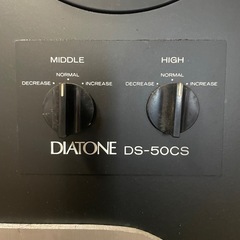 MIDDLE HIGH
NORMAL NORMAL
DECREASE INCREASE DECREASE INCREASE
DIATONE DS-50CS